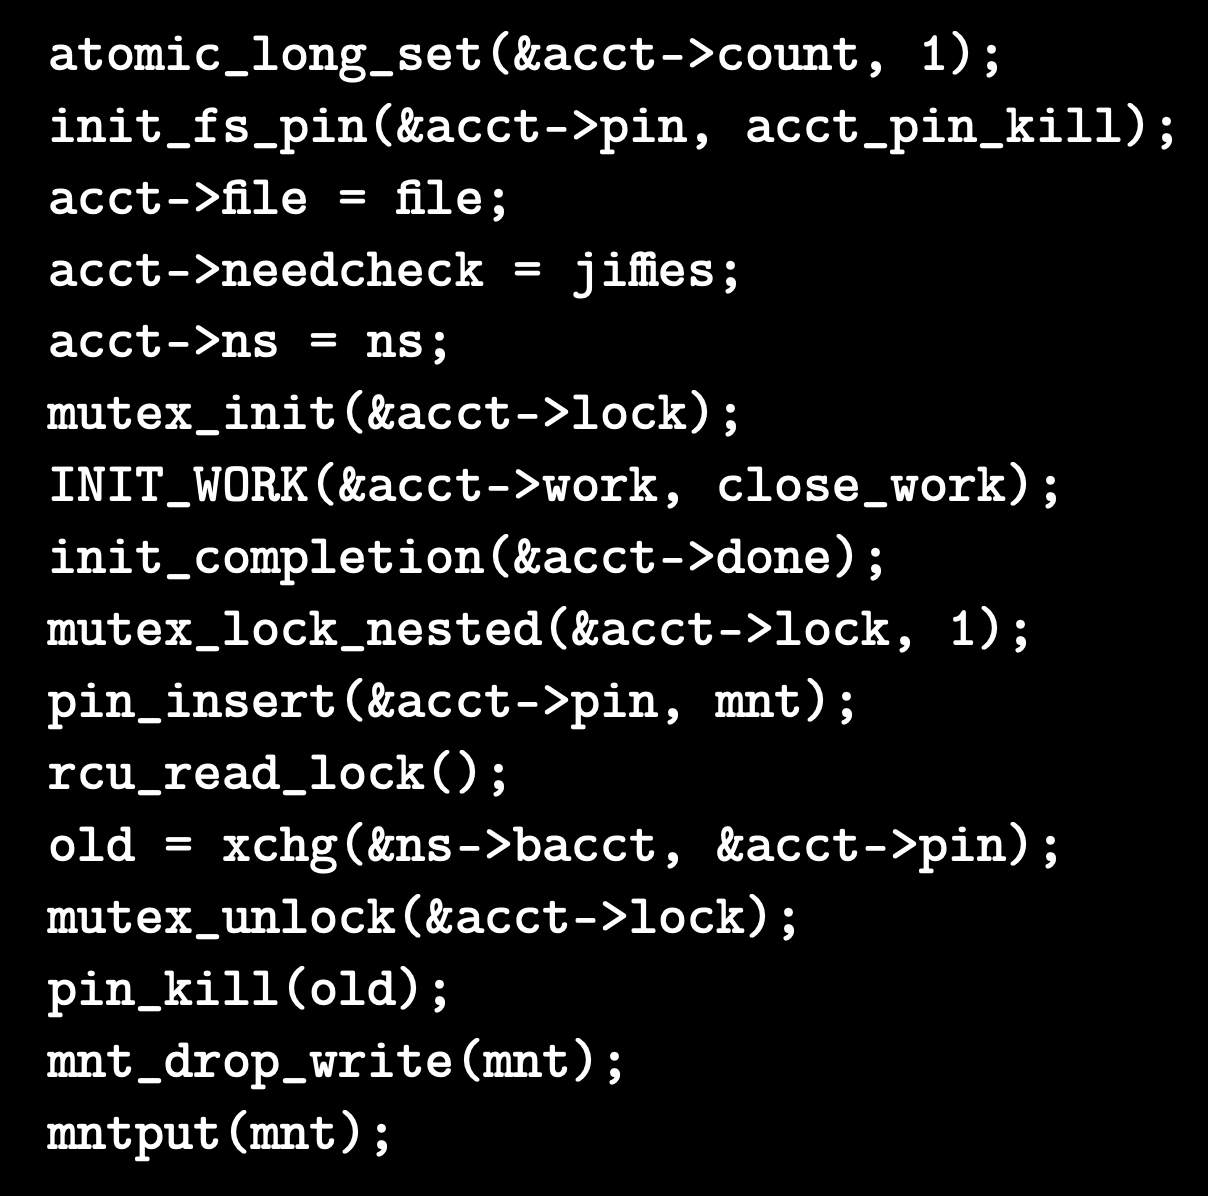 atomic_long_set(&acct->count, 1);
init_fs_pin(&acct->pin, acct_pin_kill);
acct->file = file;
acct->needcheck = jiffies;
acct->ns = ns;
mutex_init(&acct->lock);
INIT_WORK(&acct->work, close_work);
init_completion(&acct->done);
mutex_lock_nested(&acct->lock, 1);
pin_insert(&acct->pin, mnt);
rcu_read_lock();
old = xchg(&ns->bacct, &acct->pin);
mutex_unlock(&acct->lock);
pin_kill(old);
mnt_drop_write(mnt);
mntput(mnt);